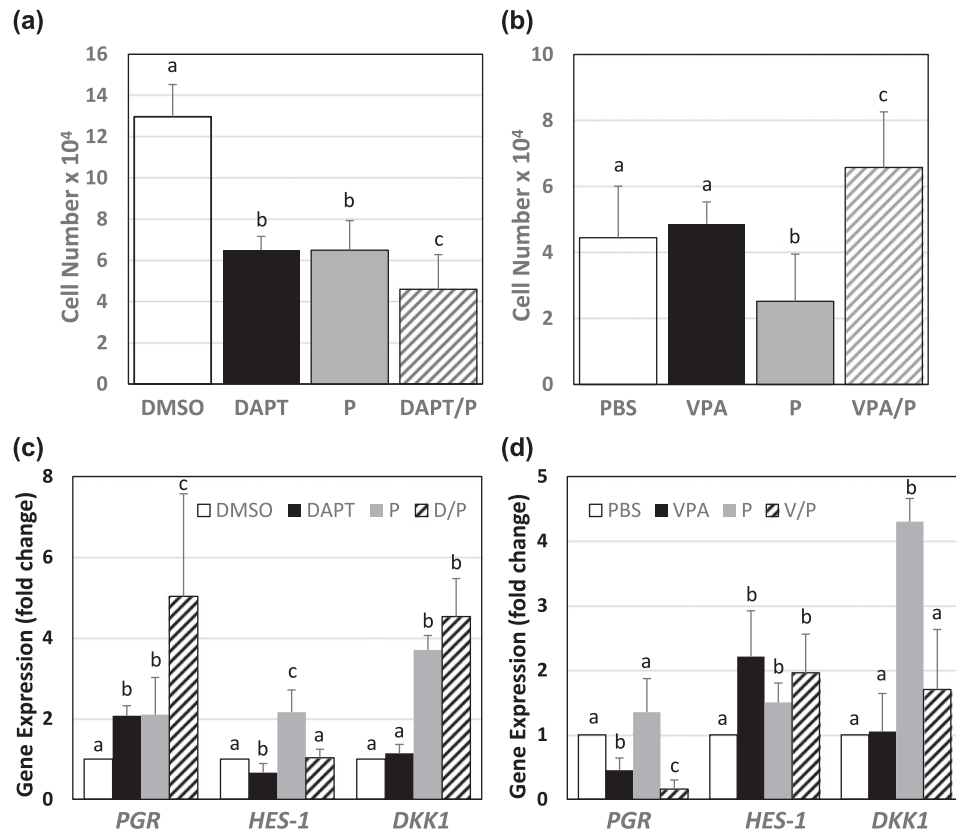 (a)
16
14
12
10
8
6
4
2
0
Cell Number x 10⁴
a
b
b
c
DMSO DAPT P DAPT/P
(b)
10
8
6
4
2
0
Cell Number x 10⁴
a
a
b
c
PBS VPA P VPA/P
(c)
8
6
4
2
0
Gene Expression (fold change)
DMSO DAPT P D/P
a b b c
a b c a
a a b b
PGR HES-1 DKK1
(d)
5
4
3
2
1
0
Gene Expression (fold change)
PBS VPA P V/P
a b a c
a b b b
a a b a
PGR HES-1 DKK1